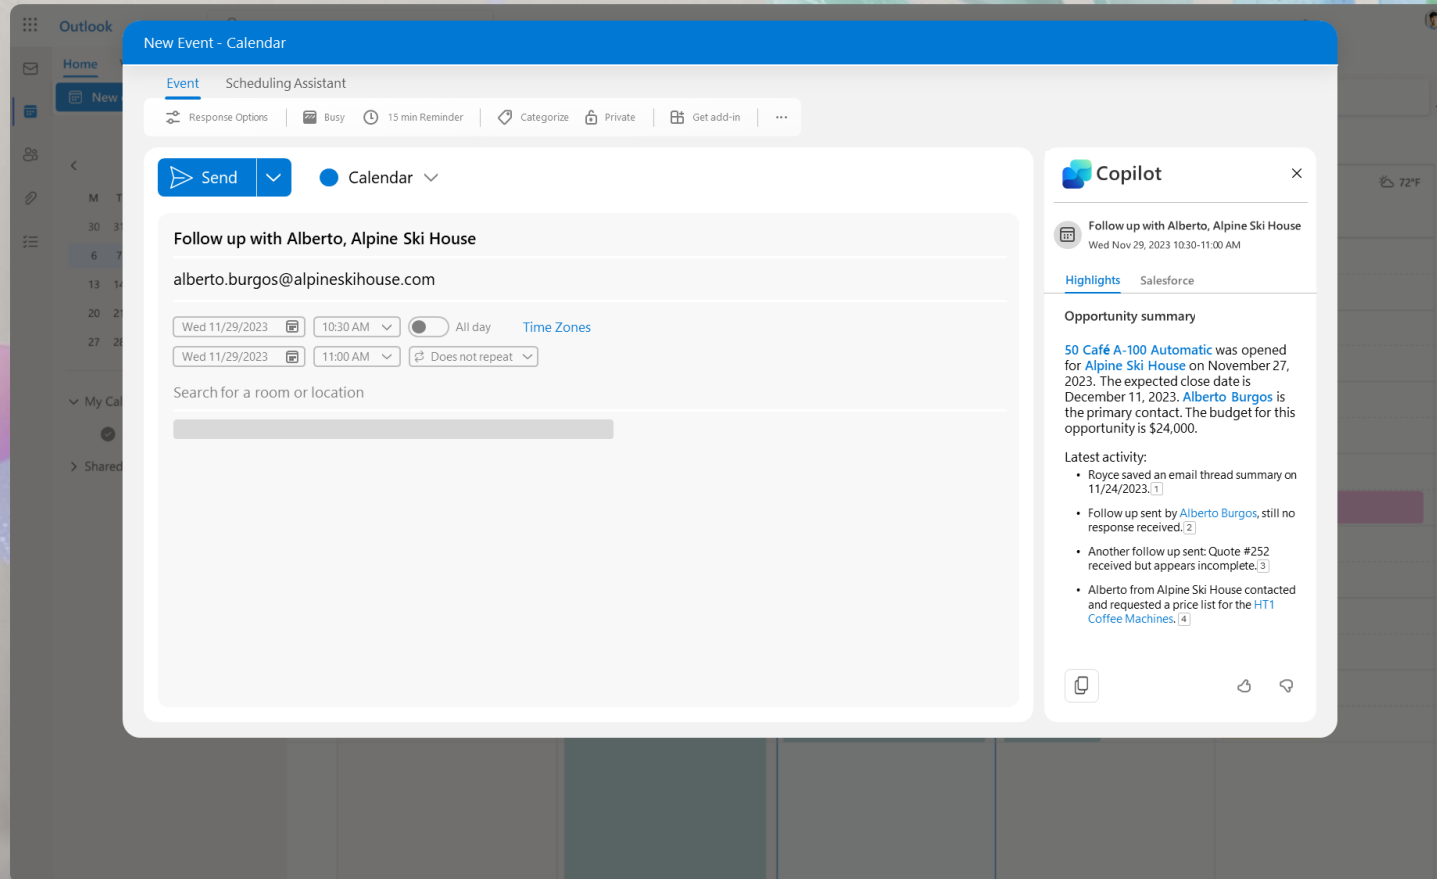 Outlook
New Event - Calendar
Home
Event
Scheduling Assistant
New
Response Options
Busy
15 min Reminder
Categorize
Private
Get add-in
...
Send
Calendar
Copilot
72°F
M T
30 31
6 7
13 14
20 21
27 28
Follow up with Alberto, Alpine Ski House
alberto.burgos@alpineskihouse.com
Wed 11/29/2023
10:30 AM
All day
Time Zones
Wed 11/29/2023
11:00 AM
Does not repeat
Search for a room or location
My Cal
Shared
Follow up with Alberto, Alpine Ski House
Wed Nov 29, 2023 10:30-11:00 AM
Highlights
Salesforce
Opportunity summary
50 Café A-100 Automatic was opened
for Alpine Ski House on November 27,
2023. The expected close date is
December 11, 2023. Alberto Burgos is
the primary contact. The budget for this
opportunity is $24,000.
Latest activity:
• Royce saved an email thread summary on
11/24/2023. 1
• Follow up sent by Alberto Burgos, still no
response received. 2
• Another follow up sent: Quote #252
received but appears incomplete. 3
• Alberto from Alpine Ski House contacted
and requested a price list for the HT1
Coffee Machines. 4